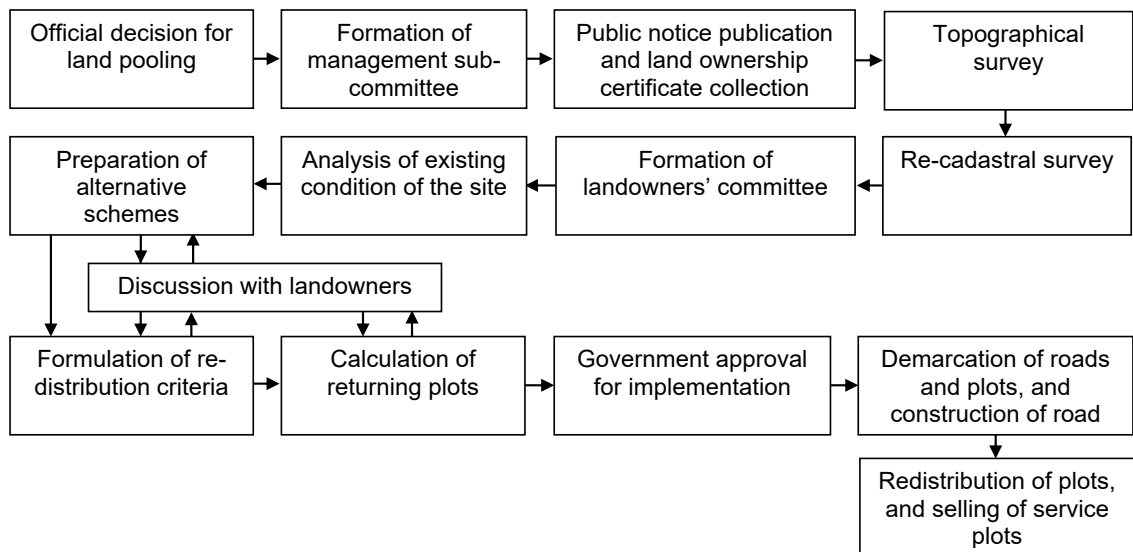 Official decision for
land pooling
Formation of
management sub-
committee
Public notice publication
and land ownership
certificate collection
Topographical
survey
Preparation of
alternative
schemes
Analysis of existing
condition of the site
Formation of
landowners’ committee
Re-cadastral survey
Discussion with landowners
Formulation of re-
distribution criteria
Calculation of
returning plots
Government approval
for implementation
Demarcation of roads
and plots, and
construction of road
Redistribution of plots,
and selling of service
plots